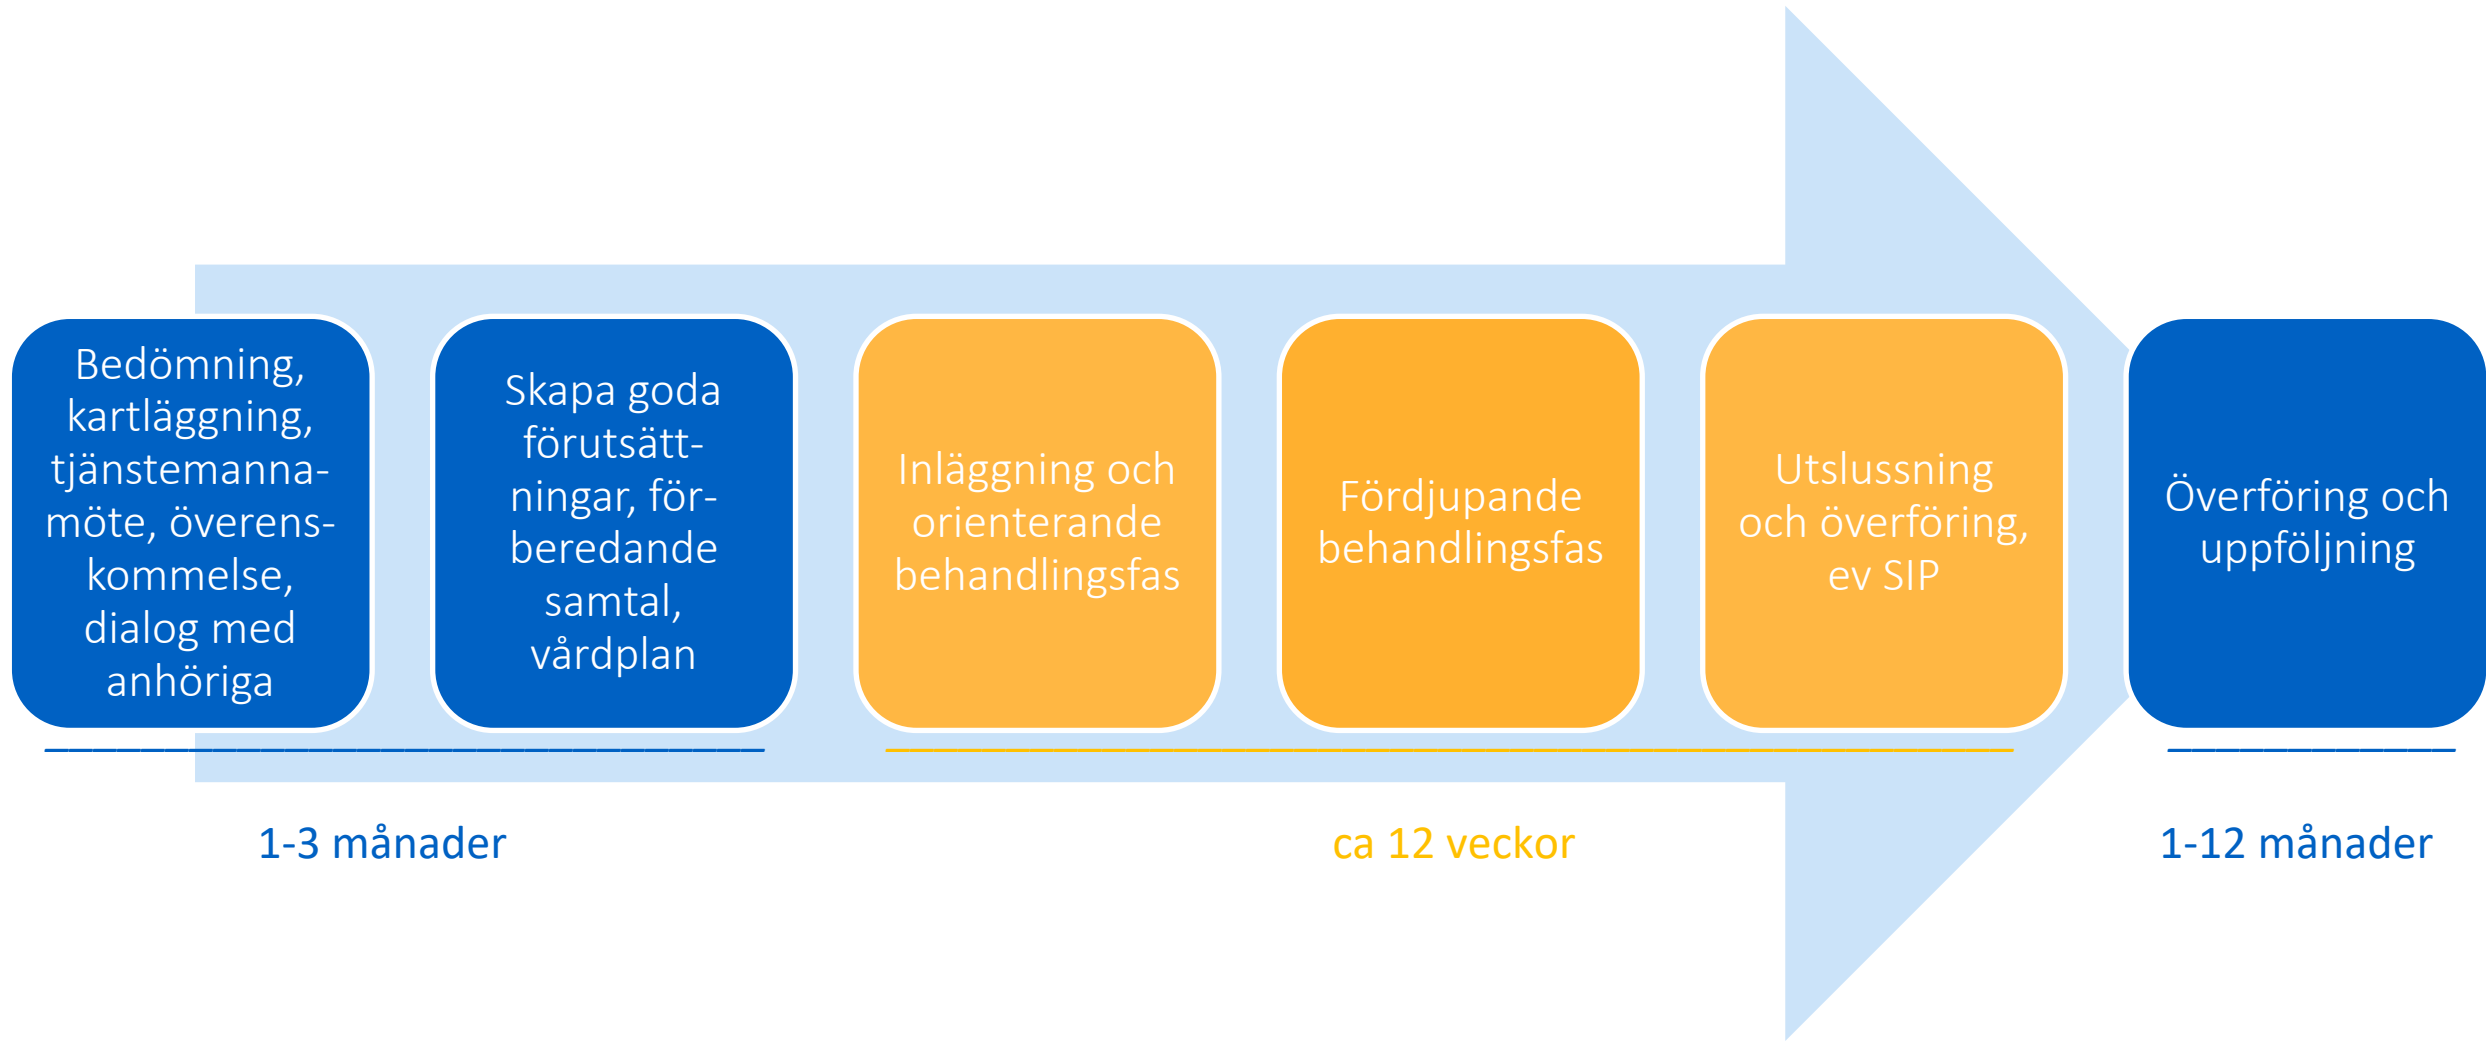 Bedömning,
kartläggning,
tjänstemanna-
möte, överens-
kommelse,
dialog med
anhöriga
Skapa goda
förutsätt-
ningar, för-
beredande
samtal,
vårdplan
Inläggning och
orienterande
behandlingsfas
Fördjupande
behandlingsfas
Utslussning
och överföring,
ev SIP
Överföring och
uppföljning
1-3 månader
ca 12 veckor
1-12 månader